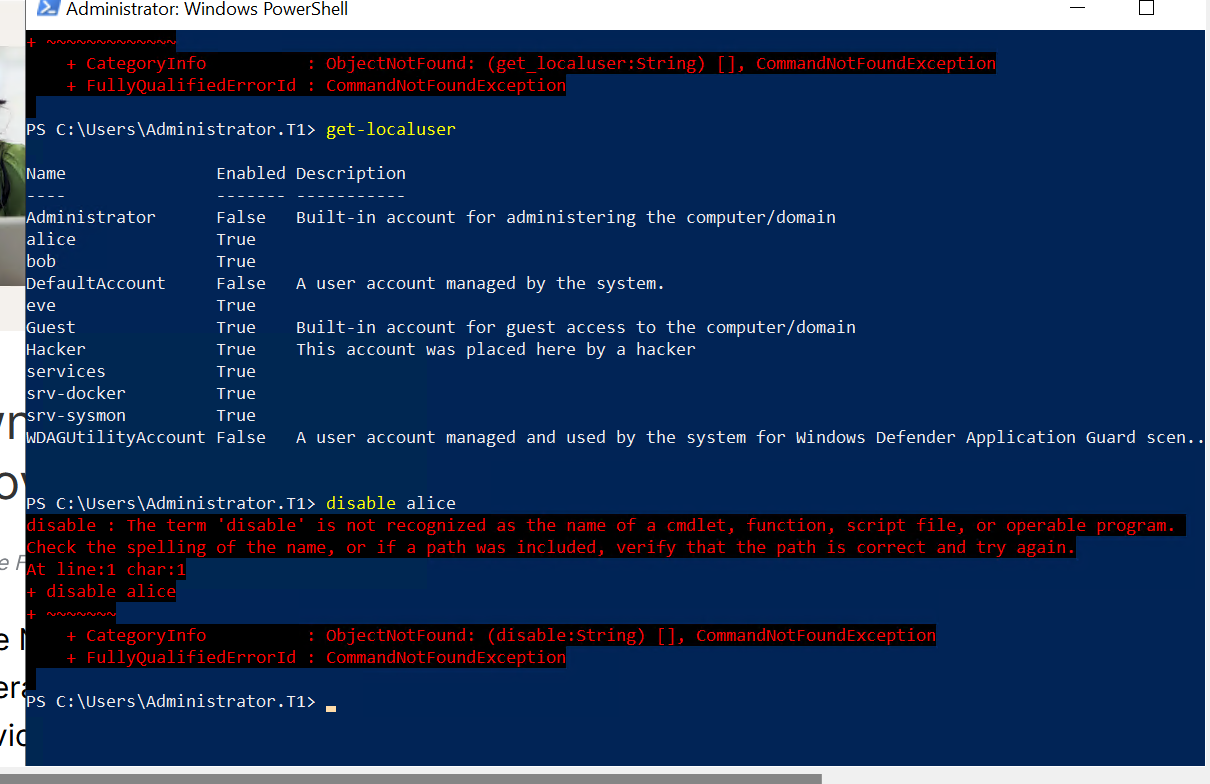 Administrator: Windows PowerShell
+ ~~~~~~~~~~~~~
    + CategoryInfo          : ObjectNotFound: (get_localuser:String) [], CommandNotFoundException
    + FullyQualifiedErrorId : CommandNotFoundException
PS C:\Users\Administrator.T1> get-localuser
Name               Enabled Description
----               ------- -----------
Administrator      False   Built-in account for administering the computer/domain
alice              True
bob                True
DefaultAccount     False   A user account managed by the system.
eve                True
Guest              True    Built-in account for guest access to the computer/domain
Hacker             True    This account was placed here by a hacker
services           True
srv-docker         True
srv-sysmon         True
WDAGUtilityAccount False   A user account managed and used by the system for Windows Defender Application Guard scen..
PS C:\Users\Administrator.T1> disable alice
disable : The term 'disable' is not recognized as the name of a cmdlet, function, script file, or operable program.
Check the spelling of the name, or if a path was included, verify that the path is correct and try again.
At line:1 char:1
+ disable alice
+ ~~~~~~~
    + CategoryInfo          : ObjectNotFound: (disable:String) [], CommandNotFoundException
    + FullyQualifiedErrorId : CommandNotFoundException
PS C:\Users\Administrator.T1>